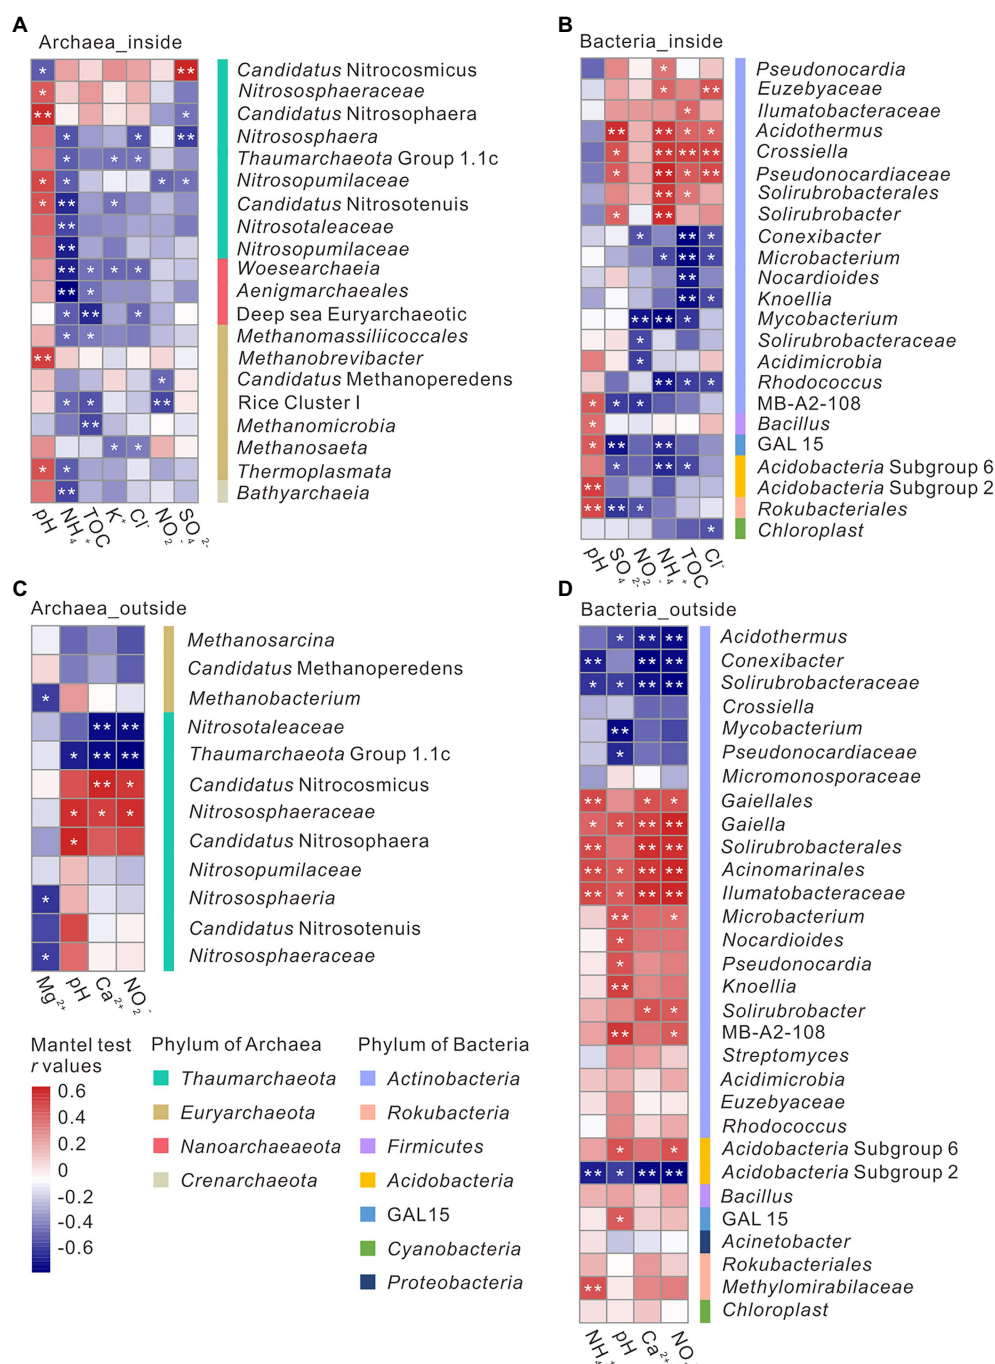 A
Archaea_inside
* ** Candidatus Nitrocosmicus
* Nitrososphaeraceae
** * Candidatus Nitrosophaera
* * ** Nitrososphaera
* * * Thaumarchaeota Group 1.1c
* * * * Nitrosopumilaceae
* ** * Candidatus Nitrosotenuis
** Nitrosotaleaceae
** Nitrosopumilaceae
** * * * Woesearchaeia
** * Aenigmarchaeales
* ** * Deep sea Euryarchaeotic
* * Methanomassiliicoccales
** Methanobrevibacter
* Candidatus Methanoperedens
* * ** Rice Cluster I
** Methanomicrobia
* * Methanosaeta
* * Thermoplasmata
** Bathyarchaeia
pH NH4+ TOC K+ Cl- NO2- SO4 2-
B
Bacteria_inside
* Pseudonocardia
* ** Euzebyaceae
* Ilumatobacteraceae
** ** * * Acidothermus
* ** ** ** Crossiella
* ** * ** Pseudonocardiaceae
** * Solirubrobacterales
* ** Solirubrobacter
* ** * Conexibacter
* ** * Microbacterium
** Nocardioides
** * Knoellia
** ** * Mycobacterium
* Solirubrobacteraceae
* Acidimicrobia
** * * Rhodococcus
* * * MB-A2-108
* Bacillus
* ** ** GAL 15
* ** * Acidobacteria Subgroup 6
** Acidobacteria Subgroup 2
** ** * Rokubacteriales
* Chloroplast
pH SO4 2- NO2- NH4+ TOC Cl-
C
Archaea_outside
Methanosarcina
Candidatus Methanoperedens
* Methanobacterium
** ** Nitrosotaleaceae
* ** ** Thaumarchaeota Group 1.1c
** * Candidatus Nitrocosmicus
* * * Nitrososphaeraceae
* Candidatus Nitrosophaera
Nitrosopumilaceae
* Nitrososphaeria
Candidatus Nitrosotenuis
* Nitrososphaeraceae
Mg2+ pH Ca2+ NO2-
D
Bacteria_outside
* ** ** Acidothermus
** ** ** Conexibacter
* * ** ** Solirubrobacteraceae
Crossiella
** Mycobacterium
* Pseudonocardiaceae
Micromonosporaceae
** * * Gaiellales
* * ** ** Gaiella
** * ** ** Solirubrobacterales
** * ** ** Acinomarinales
** * ** ** Ilumatobacteraceae
** * Microbacterium
* Nocardioides
* Pseudonocardia
** Knoellia
* * Solirubrobacter
** * MB-A2-108
Streptomyces
Acidimicrobia
Euzebyaceae
Rhodococcus
* * Acidobacteria Subgroup 6
** * ** ** Acidobacteria Subgroup 2
Bacillus
* GAL 15
Acinetobacter
Rokubacteriales
** Methylomirabilaceae
Chloroplast
NH4+ pH Ca2+ NO2-
Mantel test
r values
0.6
0.4
0.2
0
-0.2
-0.4
-0.6
Phylum of Archaea
Thaumarchaeota
Euryarchaeota
Nanoarchaeaeota
Crenarchaeota
Phylum of Bacteria
Actinobacteria
Rokubacteria
Firmicutes
Acidobacteria
GAL15
Cyanobacteria
Proteobacteria